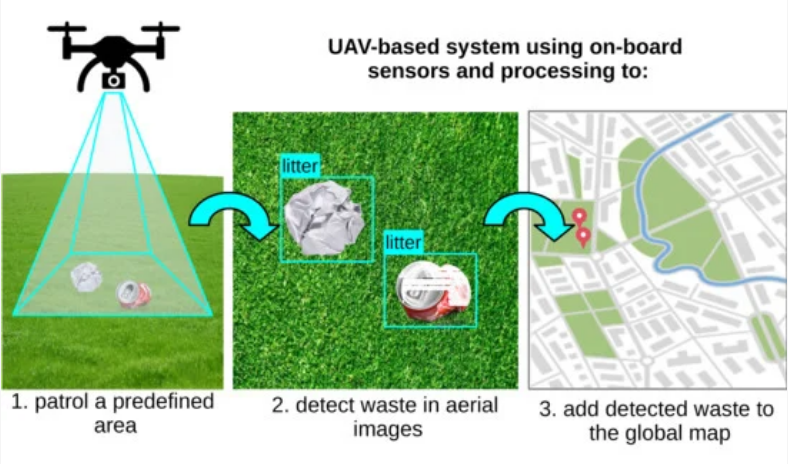 UAV-based system using on-board
sensors and processing to:
litter
litter
1. patrol a predefined
area
2. detect waste in aerial
images
3. add detected waste to
the global map